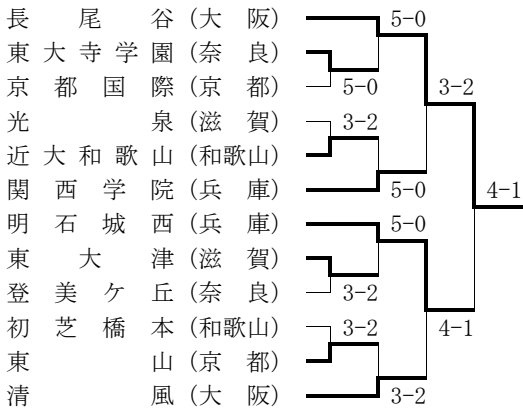 長尾谷(大阪) 5-0
東大寺学園(奈良)
京都国際(京都) 5-0 3-2
光泉(滋賀) 3-2
近大和歌山(和歌山)
関西学院(兵庫) 5-0 4-1
明石城西(兵庫) 5-0
東大津(滋賀)
登美ケ丘(奈良) 3-2
初芝橋本(和歌山) 3-2 4-1
東山(京都)
清風(大阪) 3-2